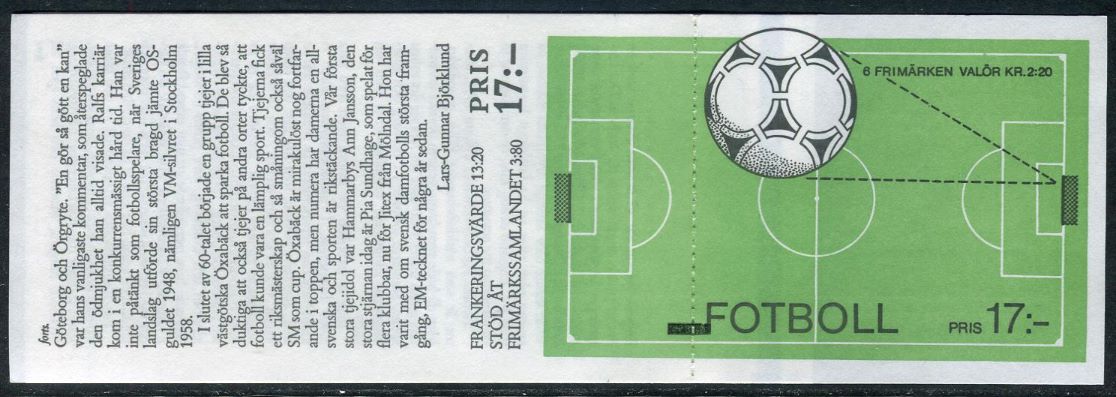 forts.
Göteborg och Örgryte. "En gör så gött en kan"
var hans vanligaste kommentar, som återspeglade
den ödmjukhet han alltid visade. Ralfs karriär
kom i en konkurrensmässigt hård tid. Han var
inte påtänkt som fotbollsspelare, när Sveriges
landslag utförde sin största bragd jämte OS-
guldet 1948, nämligen VM-silvret i Stockholm
1958.
I slutet av 60-talet började en grupp tjejer i lilla
västgötska Öxabäck att sparka fotboll. De blev så
duktiga att också tjejer på andra orter tyckte, att
fotboll kunde vara en lämplig sport. Tjejerna fick
ett riksmästerskap och så småningom också såväl
SM som cup. Öxabäck är mirakulöst nog fortfar-
ande i toppen, men numera har damerna en all-
svenska och sporten är rikstäckande. Vår första
stora tjejidol var Hammarbys Ann Jansson, den
stora stjärnan idag är Pia Sundhage, som spelat för
flera klubbar, nu för Jitex från Mölndal. Hon har
varit med om svensk damfotbolls största fram-
gång, EM-tecknet för några år sedan.
Lars-Gunnar Björklund
FRANKERINGSVÄRDE 13:20
STÖD ÅT
FRIMÄRKSSAMLANDET 3:80
PRIS
17:–
6 FRIMÄRKEN VALÖR KR. 2:20
FOTBOLL
PRIS 17:–